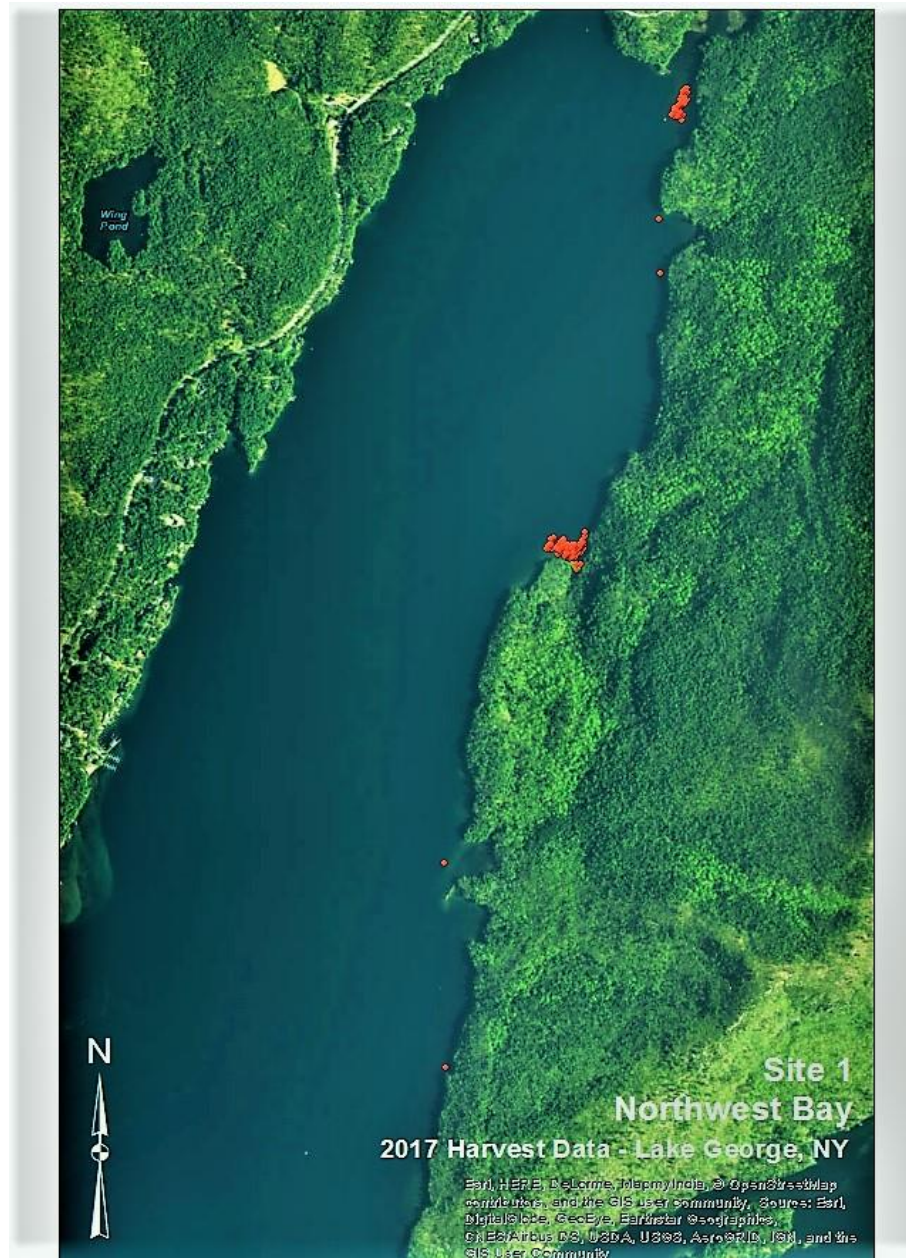 Wing
Pond
N
Site 1
Northwest Bay
2017 Harvest Data - Lake George, NY
Esri, HERE, DeLorme, MapmyIndia, © OpenStreetMap
contributors, and the GIS user community, Source: Esri,
DigitalGlobe, GeoEye, Earthstar Geographics,
CNES/Airbus DS, USDA, USGS, AeroGRID, IGN, and the
GIS User Community